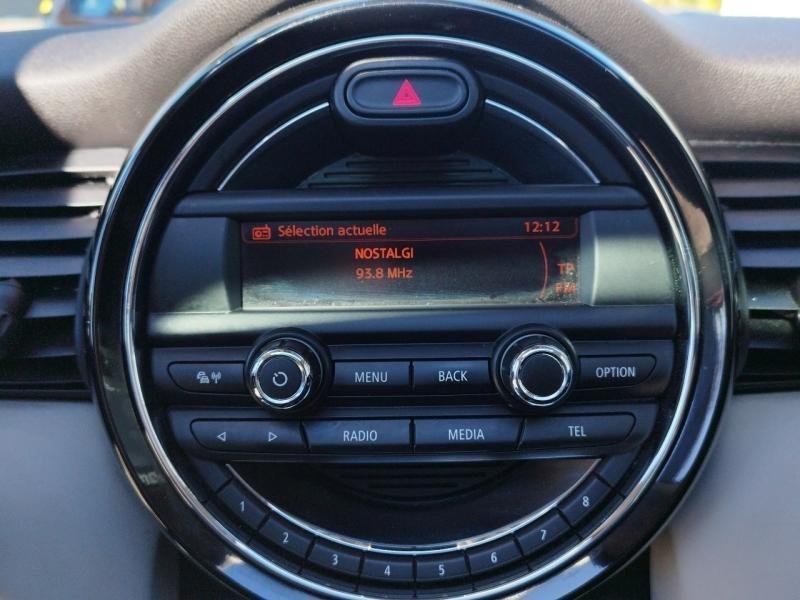 Sélection actuelle 12:12
NOSTALGI
93.8 MHz
TP
FM
MENU BACK OPTION
RADIO MEDIA TEL
1 2 3 4 5 6 7 8